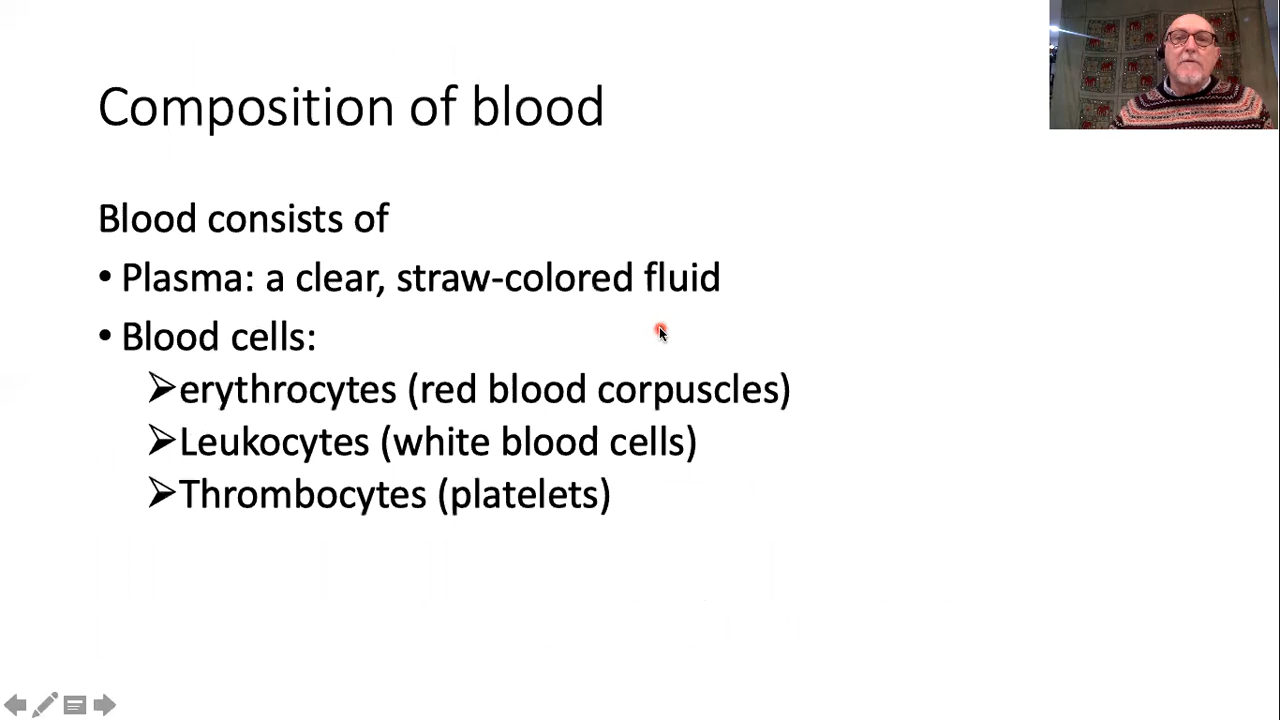 Composition of blood
Blood consists of
• Plasma: a clear, straw-colored fluid
• Blood cells:
➢erythrocytes (red blood corpuscles)
➢Leukocytes (white blood cells)
➢Thrombocytes (platelets)